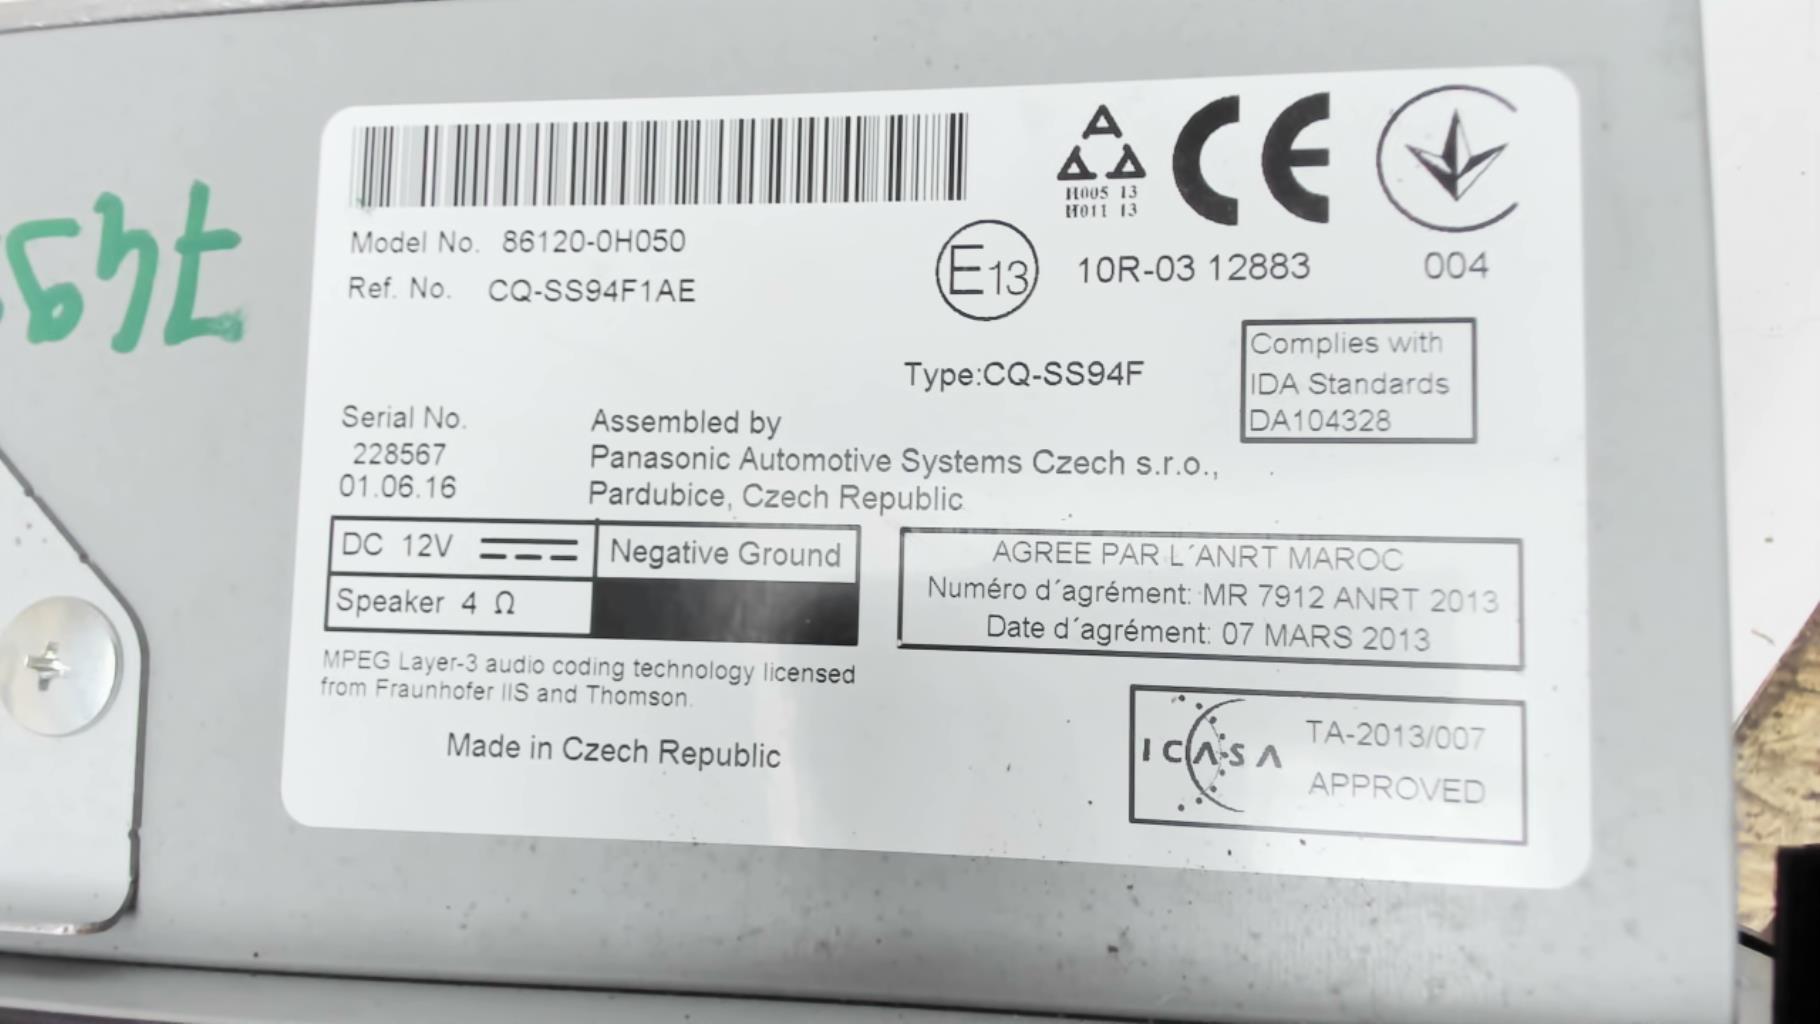 H005 13
H011 13
CE
Model No. 86120-0H050
Ref. No. CQ-SS94F1AE
E13
10R-03 12883
004
Type:CQ-SS94F
Complies with
IDA Standards
DA104328
Serial No.
228567
01.06.16
Assembled by
Panasonic Automotive Systems Czech s.r.o.,
Pardubice, Czech Republic
DC 12V
Negative Ground
Speaker 4 Ω
AGREE PAR L´ANRT MAROC
Numéro d´agrément: MR 7912 ANRT 2013
Date d´agrément: 07 MARS 2013
MPEG Layer-3 audio coding technology licensed
from Fraunhofer IIS and Thomson.
Made in Czech Republic
ICASA
TA-2013/007
APPROVED